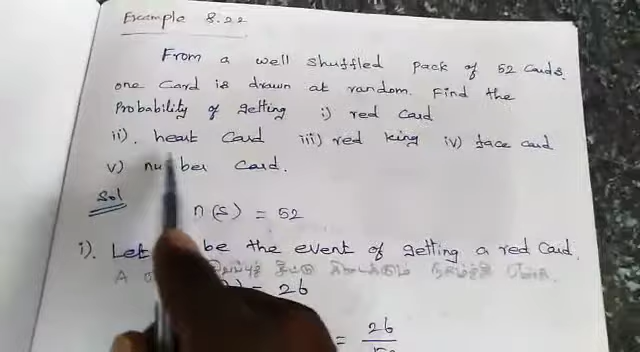 Example 8.22
From a well shuffled pack of 52 cards,
one card is drawn at random. Find the
Probability of getting i) red card
ii). heart card iii) red king iv) face card
v) number card.
Sol
n(S) = 52
i). Let be the event of getting a red card.
A
) = 26
= 26